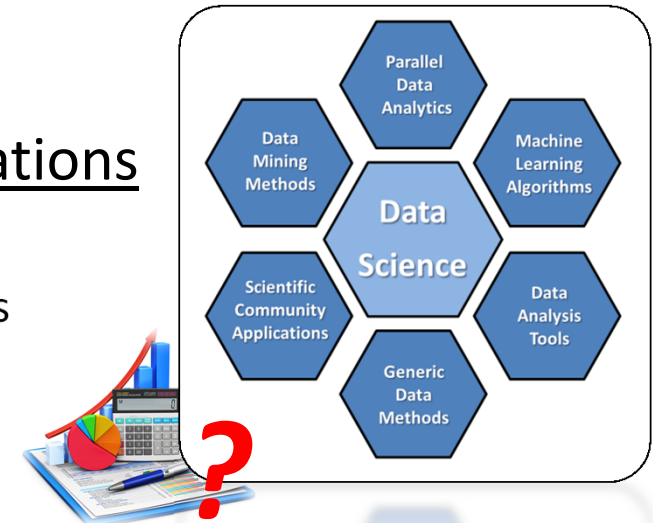 ations
s
Parallel
Data
Analytics
Data
Mining
Methods
Machine
Learning
Algorithms
Data
Science
Scientific
Community
Applications
Data
Analysis
Tools
Generic
Data
Methods
0
?